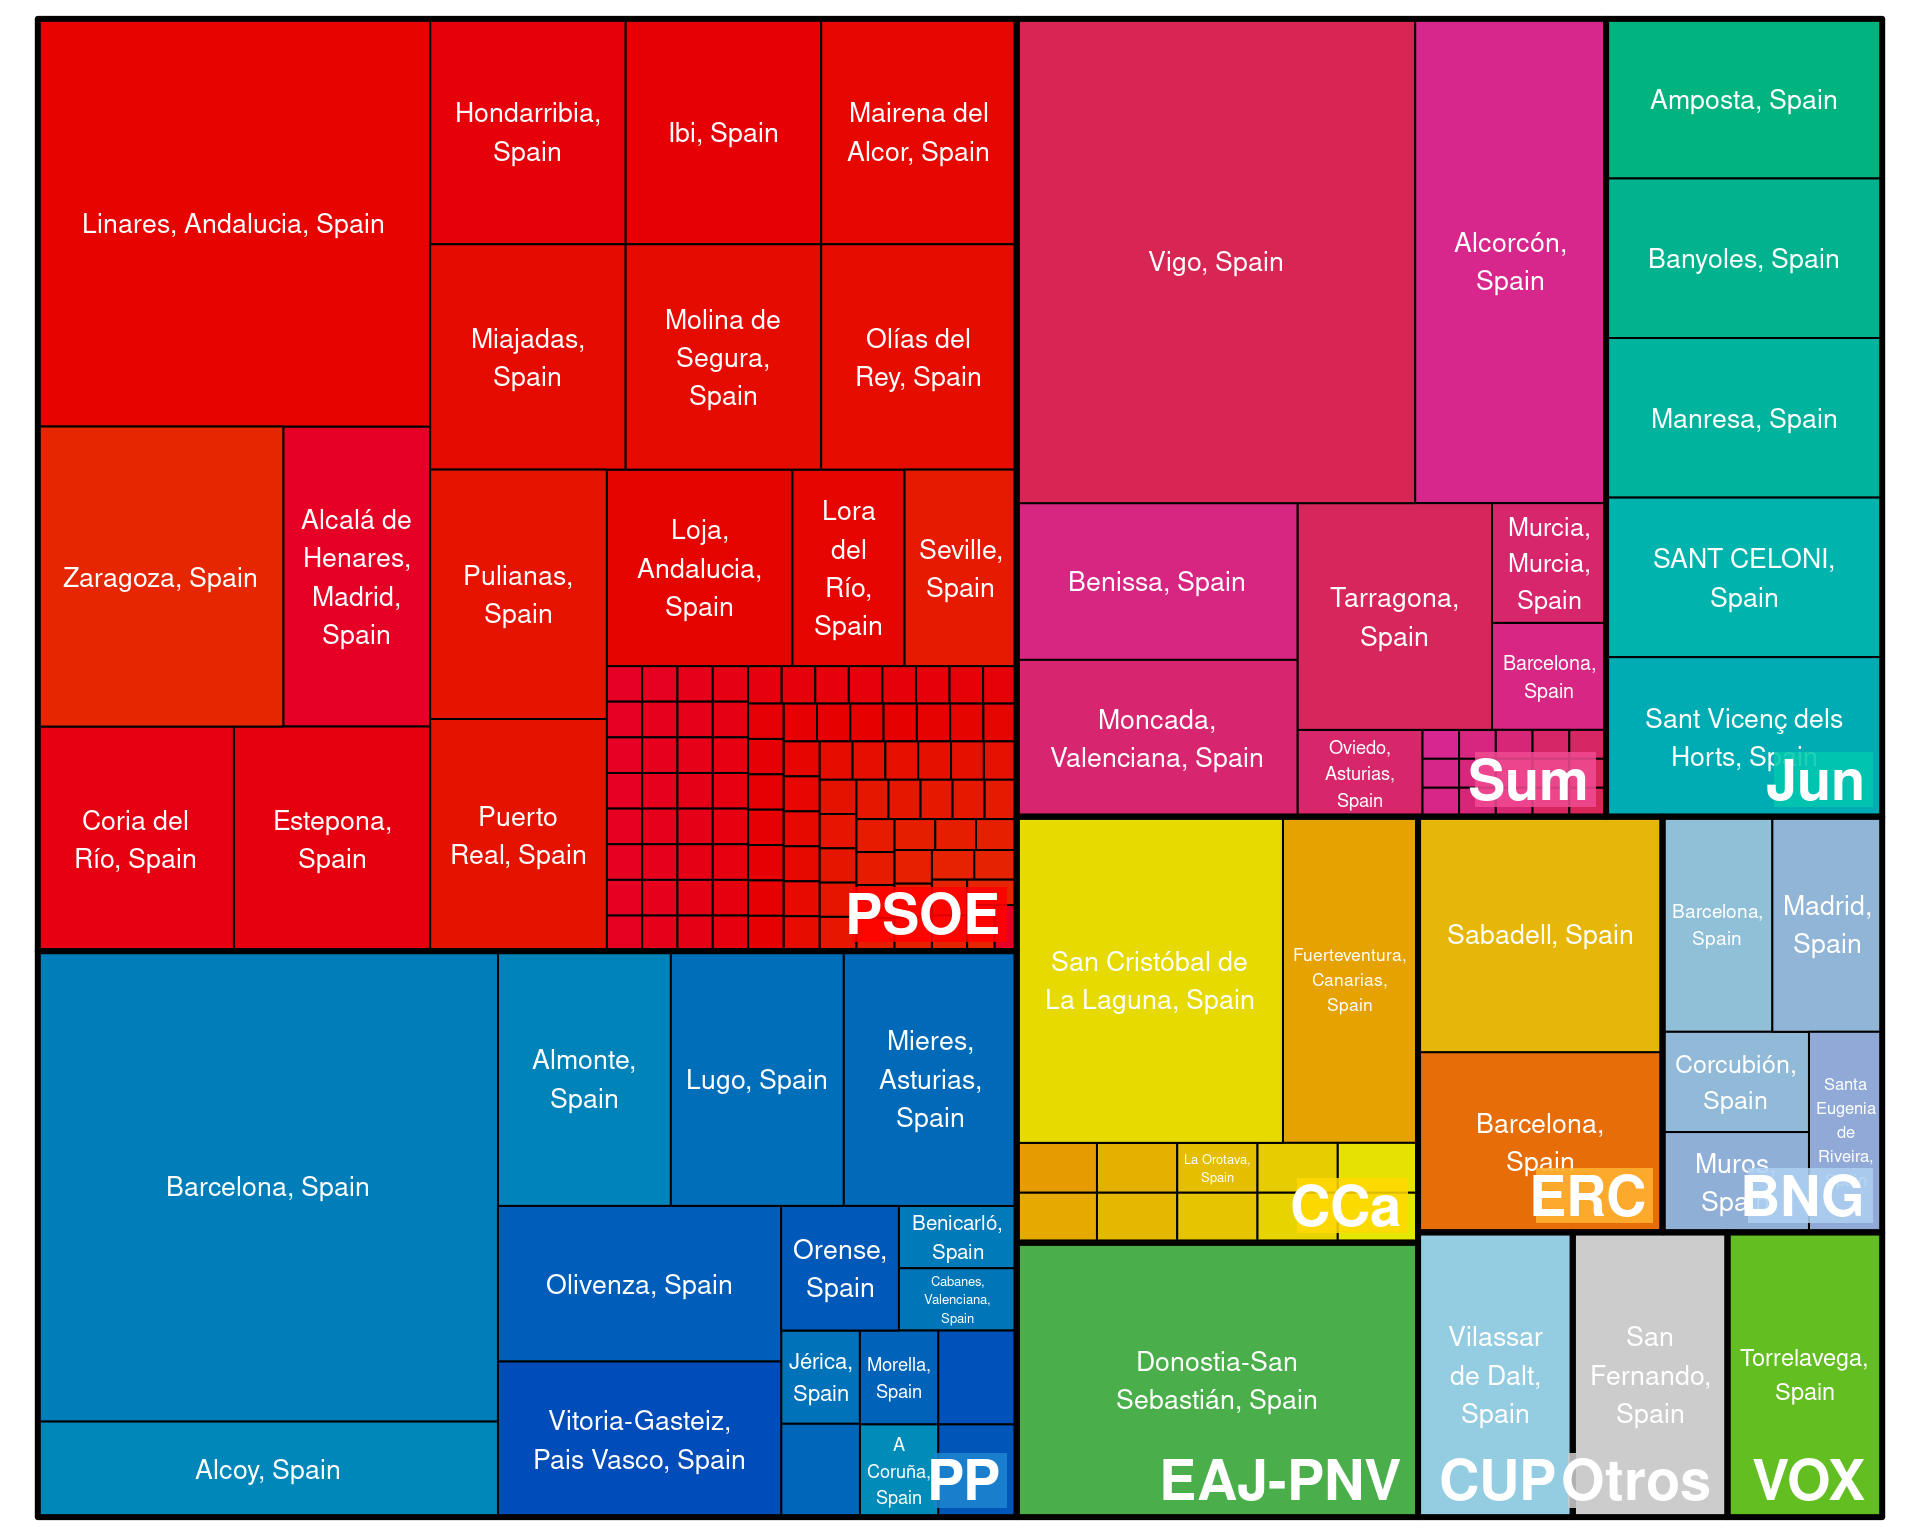 Linares, Andalucia, Spain
Hondarribia,
Spain
Ibi, Spain
Mairena del
Alcor, Spain
Miajadas,
Spain
Molina de
Segura,
Spain
Olías del
Rey, Spain
Zaragoza, Spain
Alcalá de
Henares,
Madrid,
Spain
Pulianas,
Spain
Loja,
Andalucia,
Spain
Lora
del
Río,
Spain
Seville,
Spain
Coria del
Río, Spain
Estepona,
Spain
Puerto
Real, Spain
PSOE
Vigo, Spain
Alcorcón,
Spain
Benissa, Spain
Moncada,
Valenciana, Spain
Tarragona,
Spain
Murcia,
Murcia,
Spain
Barcelona,
Spain
Oviedo,
Asturias,
Spain
Sum
Amposta, Spain
Banyoles, Spain
Manresa, Spain
SANT CELONI,
Spain
Sant Vicenç dels
Horts, Spain
Jun
Barcelona, Spain
Alcoy, Spain
Almonte,
Spain
Lugo, Spain
Mieres,
Asturias,
Spain
Olivenza, Spain
Orense,
Spain
Benicarló,
Spain
Cabanes,
Valenciana,
Spain
Vitoria-Gasteiz,
Pais Vasco, Spain
Jérica,
Spain
Morella,
Spain
A
Coruña,
Spain
PP
San Cristóbal de
La Laguna, Spain
Fuerteventura,
Canarias,
Spain
La Orotava,
Spain
CCa
Sabadell, Spain
Barcelona,
Spain
ERC
Barcelona,
Spain
Madrid,
Spain
Corcubión,
Spain
Muros,
Spain
Santa
Eugenia
de
Riveira,
BNG
Donostia-San
Sebastián, Spain
EAJ-PNV
Vilassar
de Dalt,
Spain
CUP
San
Fernando,
Spain
Otros
Torrelavega,
Spain
VOX